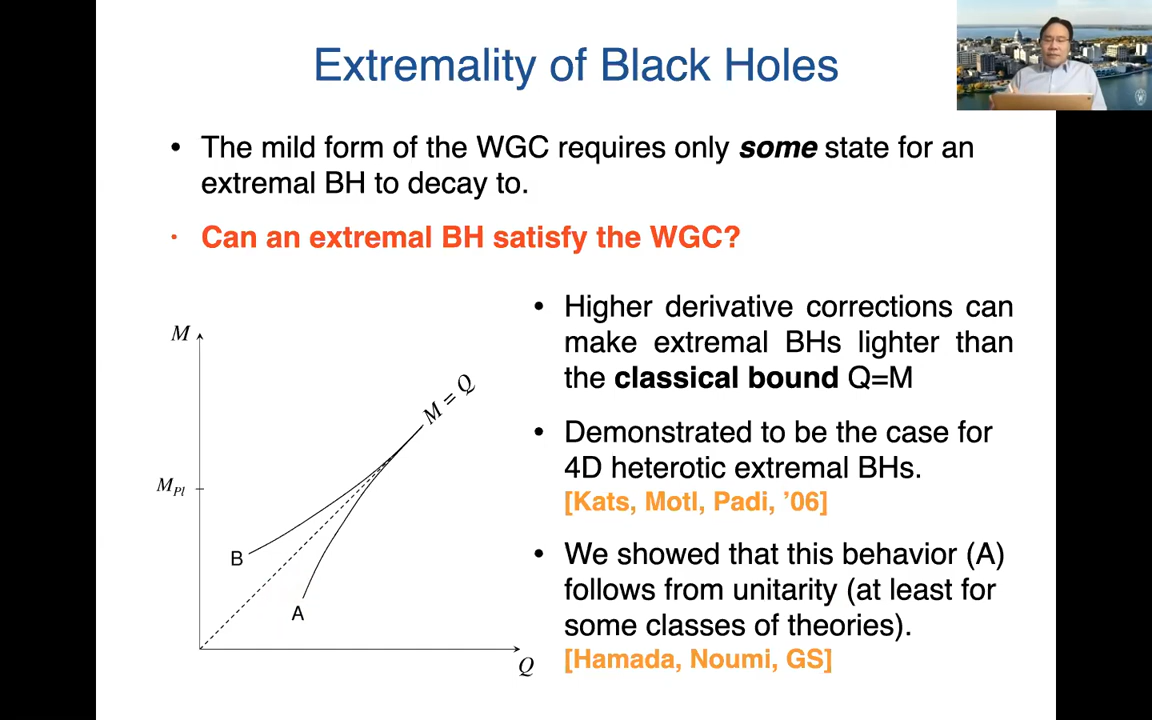 Extremality of Black Holes
• The mild form of the WGC requires only some state for an
extremal BH to decay to.
• Can an extremal BH satisfy the WGC?
• Higher derivative corrections can
make extremal BHs lighter than
the classical bound Q=M
• Demonstrated to be the case for
4D heterotic extremal BHs.
[Kats, Motl, Padi, ’06]
• We showed that this behavior (A)
follows from unitarity (at least for
some classes of theories).
[Hamada, Noumi, GS]
M
M = Q
M_{Pl}
B
A
Q